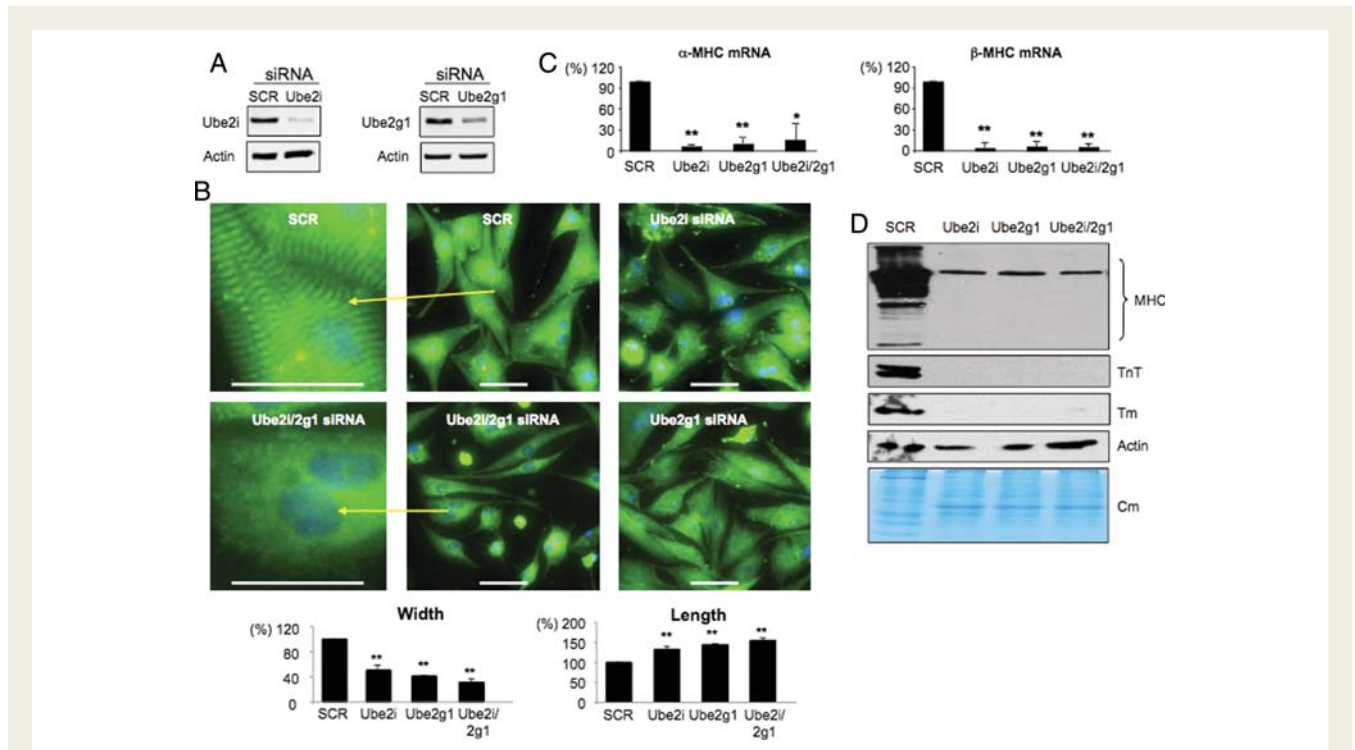 A
siRNA
SCR Ube2i
Ube2i
Actin
siRNA
SCR Ube2g1
Ube2g1
Actin
B
SCR
SCR
Ube2i siRNA
Ube2i/2g1 siRNA
Ube2i/2g1 siRNA
Ube2g1 siRNA
Width
(%) 120
80
40
0
** ** **
SCR Ube2i Ube2g1 Ube2i/
2g1
Length
(%) 200
150
100
50
0
** ** **
SCR Ube2i Ube2g1 Ube2i/
2g1
C
α-MHC mRNA
(%) 120
90
60
30
0
** ** *
SCR Ube2i Ube2g1 Ube2i/2g1
β-MHC mRNA
(%) 120
90
60
30
0
** ** **
SCR Ube2i Ube2g1 Ube2i/2g1
D
SCR Ube2i Ube2g1 Ube2i/2g1
MHC
TnT
Tm
Actin
Cm